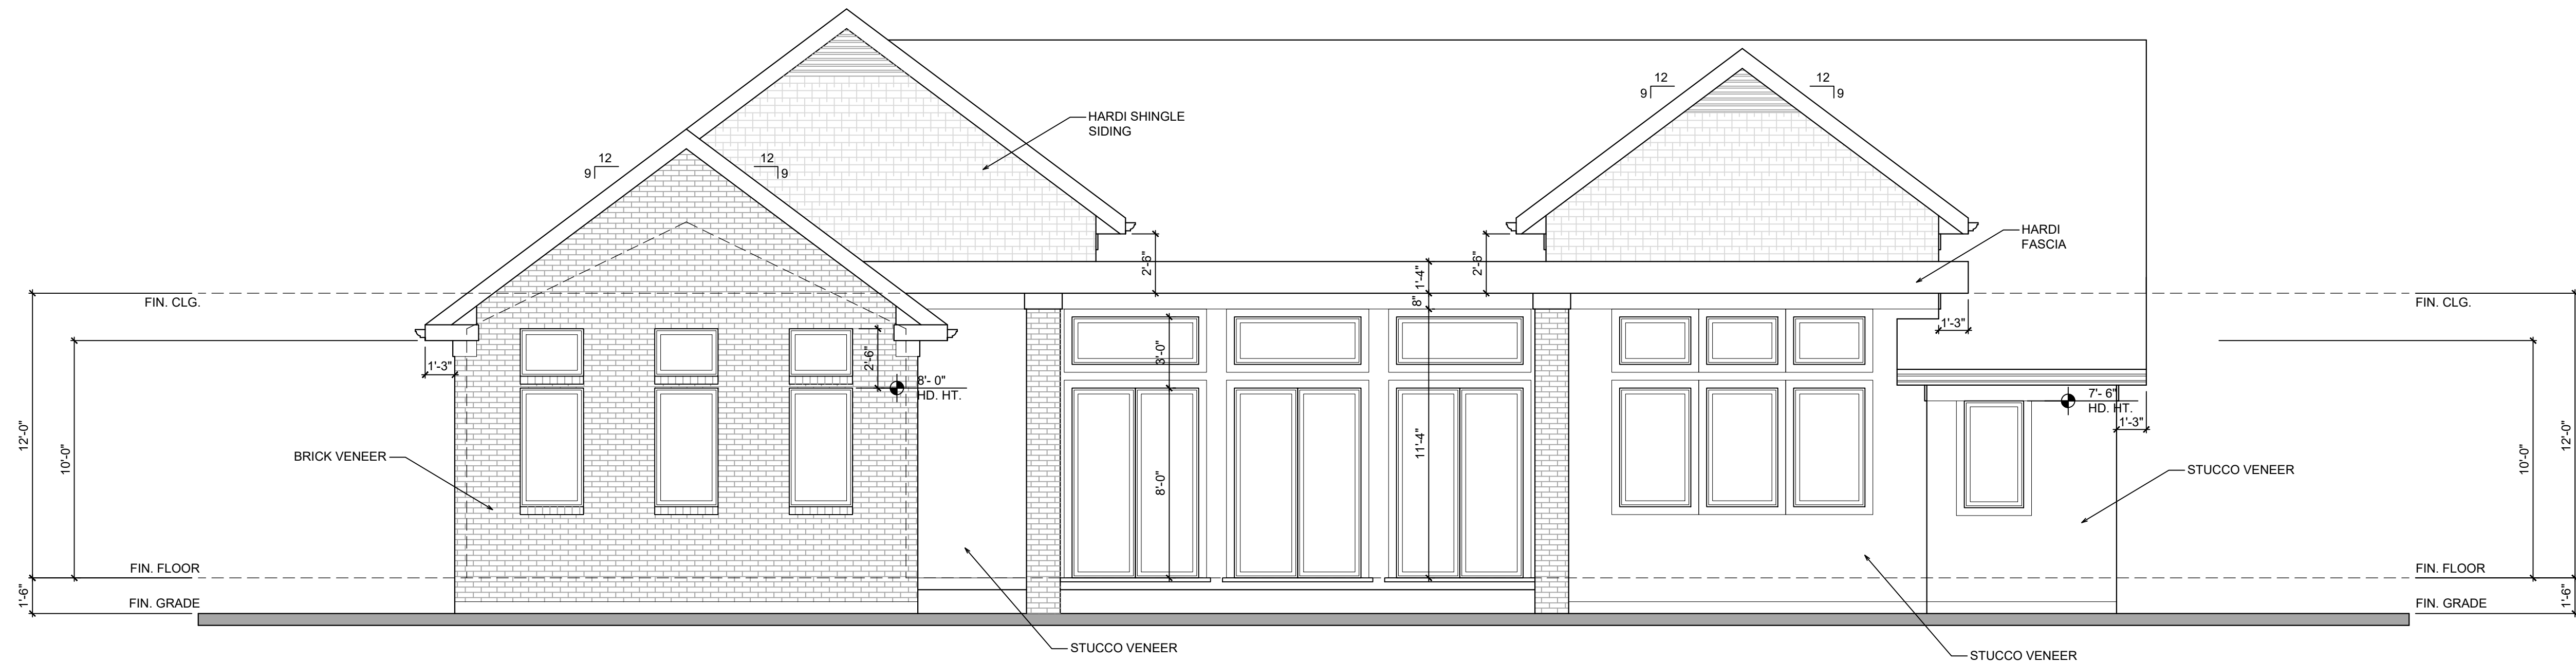 12
9
12
9
12
9
12
9
HARDI SHINGLE
SIDING
HARDI
FASCIA
2'-6"
1'-4"
2'-6"
8"
FIN. CLG.
FIN. CLG.
1'-3"
1'-3"
2'-6"
3'-0"
8'- 0"
HD. HT.
7'- 6"
HD. HT.
1'-3"
12'-0"
10'-0"
BRICK VENEER
11'-4"
8'-0"
STUCCO VENEER
10'-0"
12'-0"
FIN. FLOOR
FIN. FLOOR
1'-6"
FIN. GRADE
FIN. GRADE
1'-6"
STUCCO VENEER
STUCCO VENEER